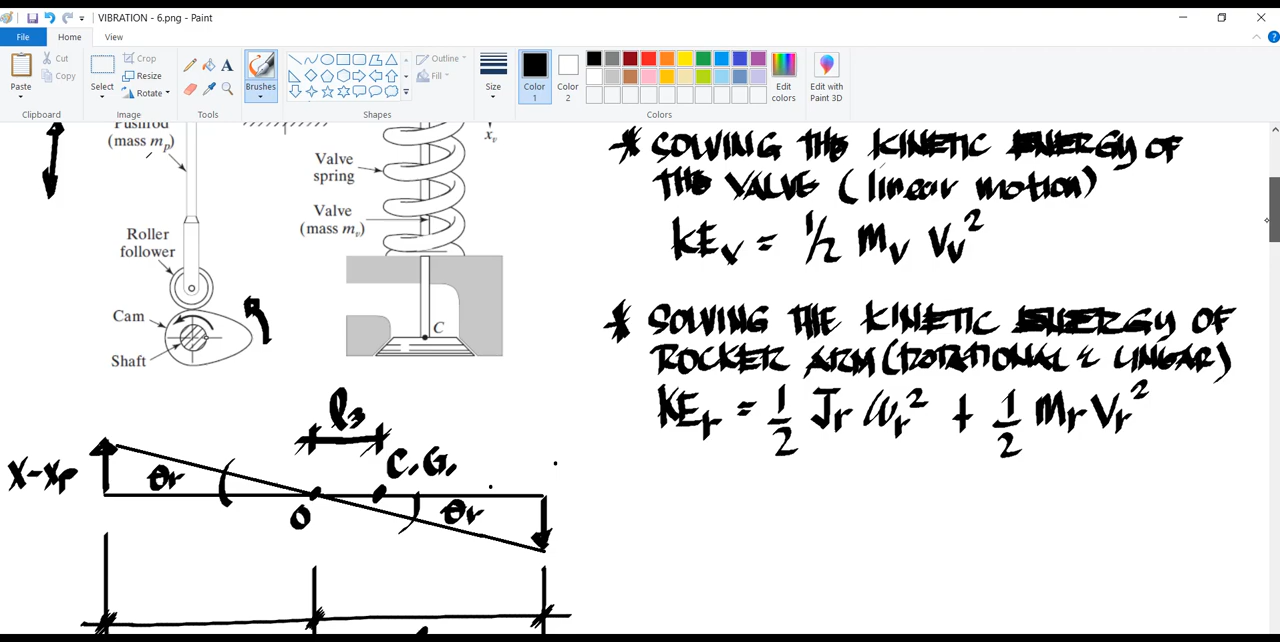 VIBRATION - 6.png - Paint
File Home View
Paste
Cut
Copy
Clipboard
Select
Crop
Resize
Rotate
Image
A
Tools
Brushes
Outline
Fill
Shapes
Size
Color 1
Color 2
Edit colors
Colors
Edit with Paint 3D
Pushrod
(mass mₚ)
Roller follower
Cam
Shaft
Valve spring
Valve
(mass mᵥ)
xᵥ
C
* SOLVING THE KINETIC ENERGY OF
THE VALVE (linear motion)
KEᵥ = 1/2 mᵥ Vᵥ²
* SOLVING THE KINETIC ENERGY OF
ROCKER ARM (ROTATIONAL & LINEAR)
KEᵣ = 1/2 Jᵣ ωᵣ² + 1/2 mᵣ Vᵣ²
l₃
C.G.
X-Xₚ
θr
O
θr